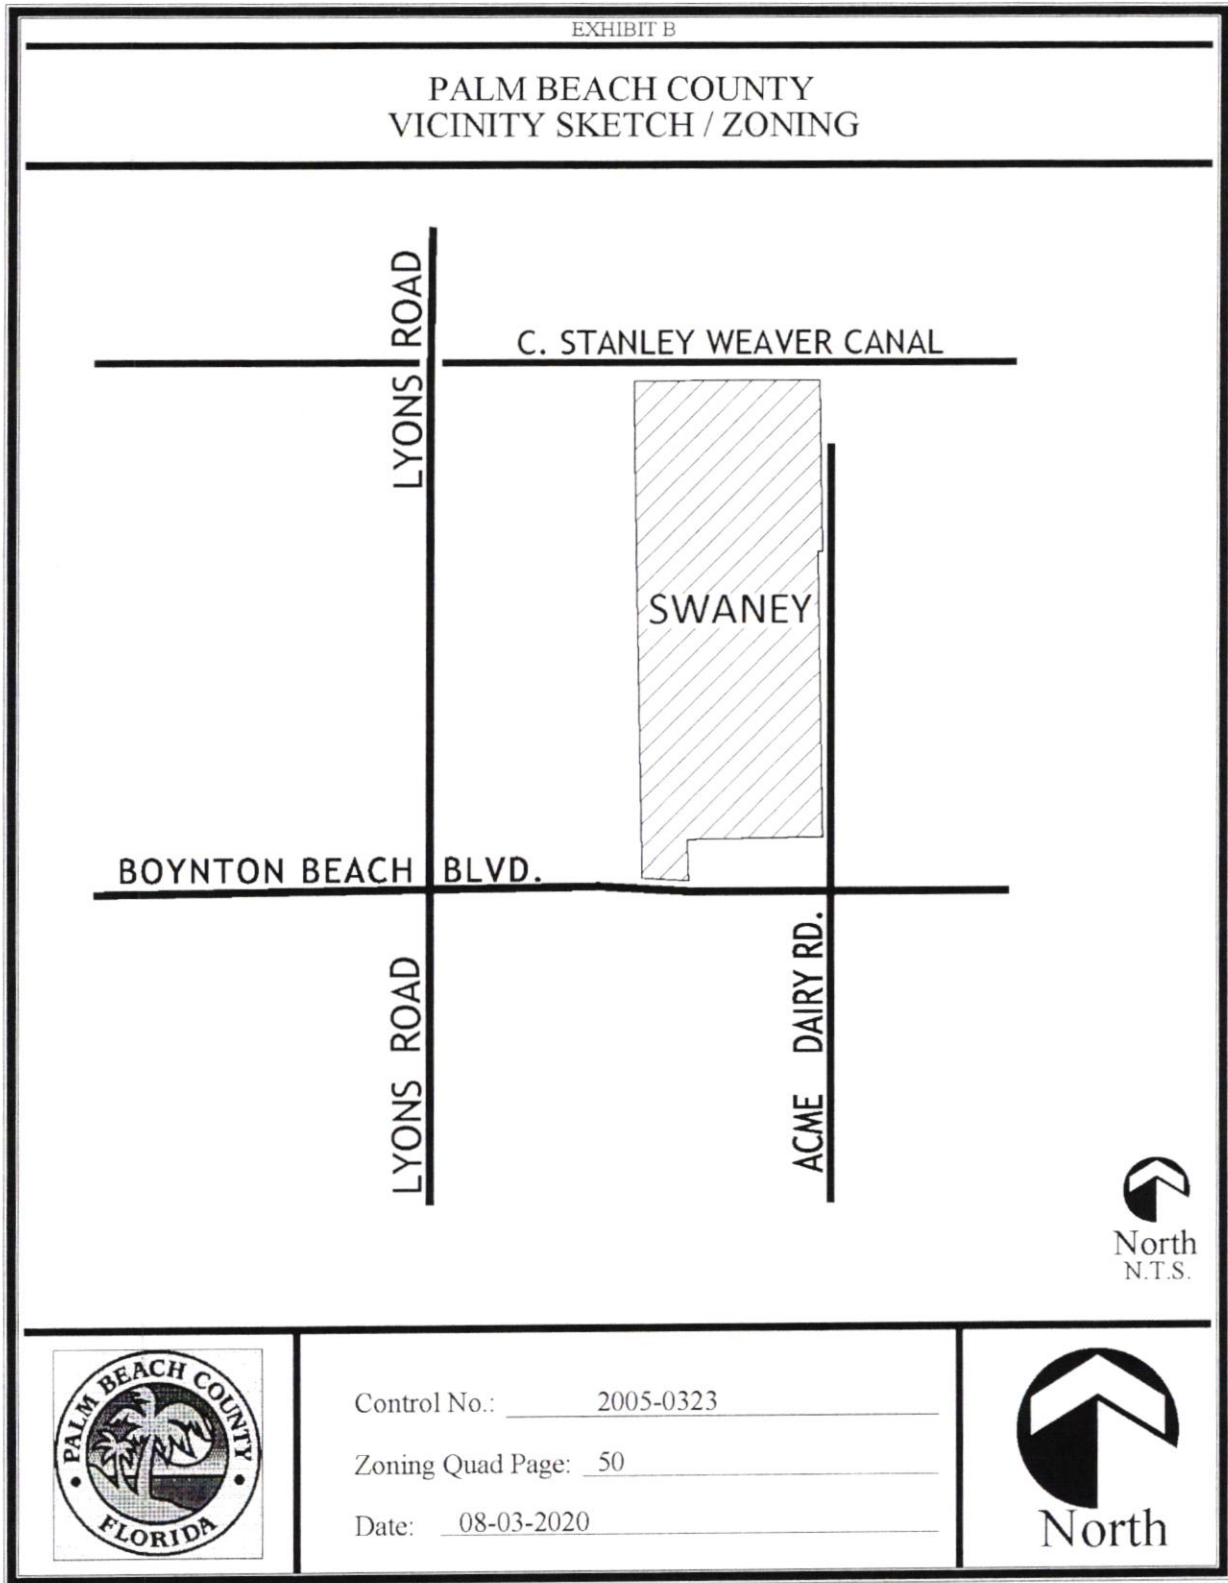 EXHIBIT B
PALM BEACH COUNTY
VICINITY SKETCH / ZONING
LYONS ROAD
C. STANLEY WEAVER CANAL
SWANEY
BOYNTON BEACH BLVD.
LYONS ROAD
ACME DAIRY RD.
North
N.T.S.
PALM BEACH COUNTY
FLORIDA
Control No.: 2005-0323
Zoning Quad Page: 50
Date: 08-03-2020
North